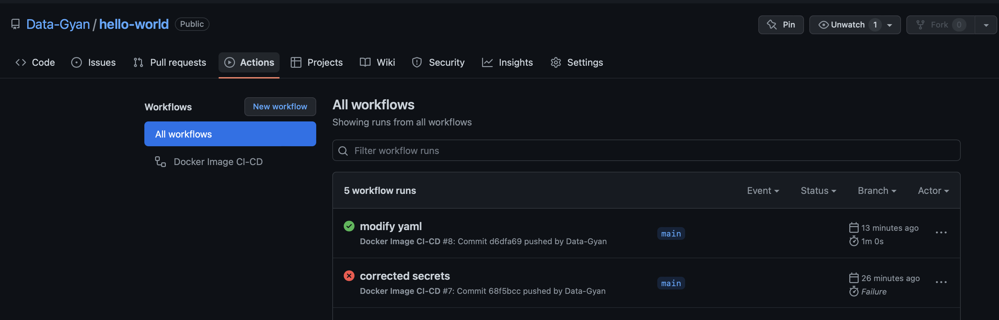 Data-Gyan / hello-world Public
Pin Unwatch 1 Fork 0
Code Issues Pull requests Actions Projects Wiki Security Insights Settings
Workflows
New workflow
All workflows
Docker Image CI-CD
All workflows
Showing runs from all workflows
Filter workflow runs
5 workflow runs Event Status Branch Actor
modify yaml
Docker Image CI-CD #8: Commit d6dfa69 pushed by Data-Gyan
main
13 minutes ago
1m 0s
corrected secrets
Docker Image CI-CD #7: Commit 68f5bcc pushed by Data-Gyan
main
26 minutes ago
Failure